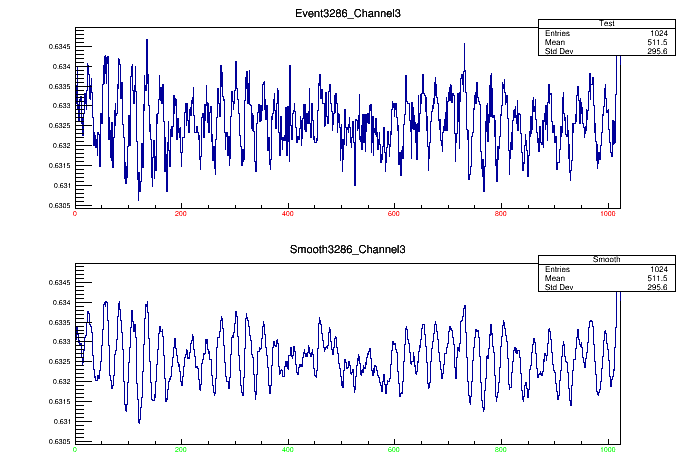 Event3286_Channel3
Test
Entries 1024
Mean 511.5
Std Dev 295.6
0.6345
0.634
0.6335
0.633
0.6325
0.632
0.6315
0.631
0.6305
0 200 400 600 800 1000
Smooth3286_Channel3
Smooth
Entries 1024
Mean 511.5
Std Dev 295.6
0.6345
0.634
0.6335
0.633
0.6325
0.632
0.6315
0.631
0.6305
0 200 400 600 800 1000